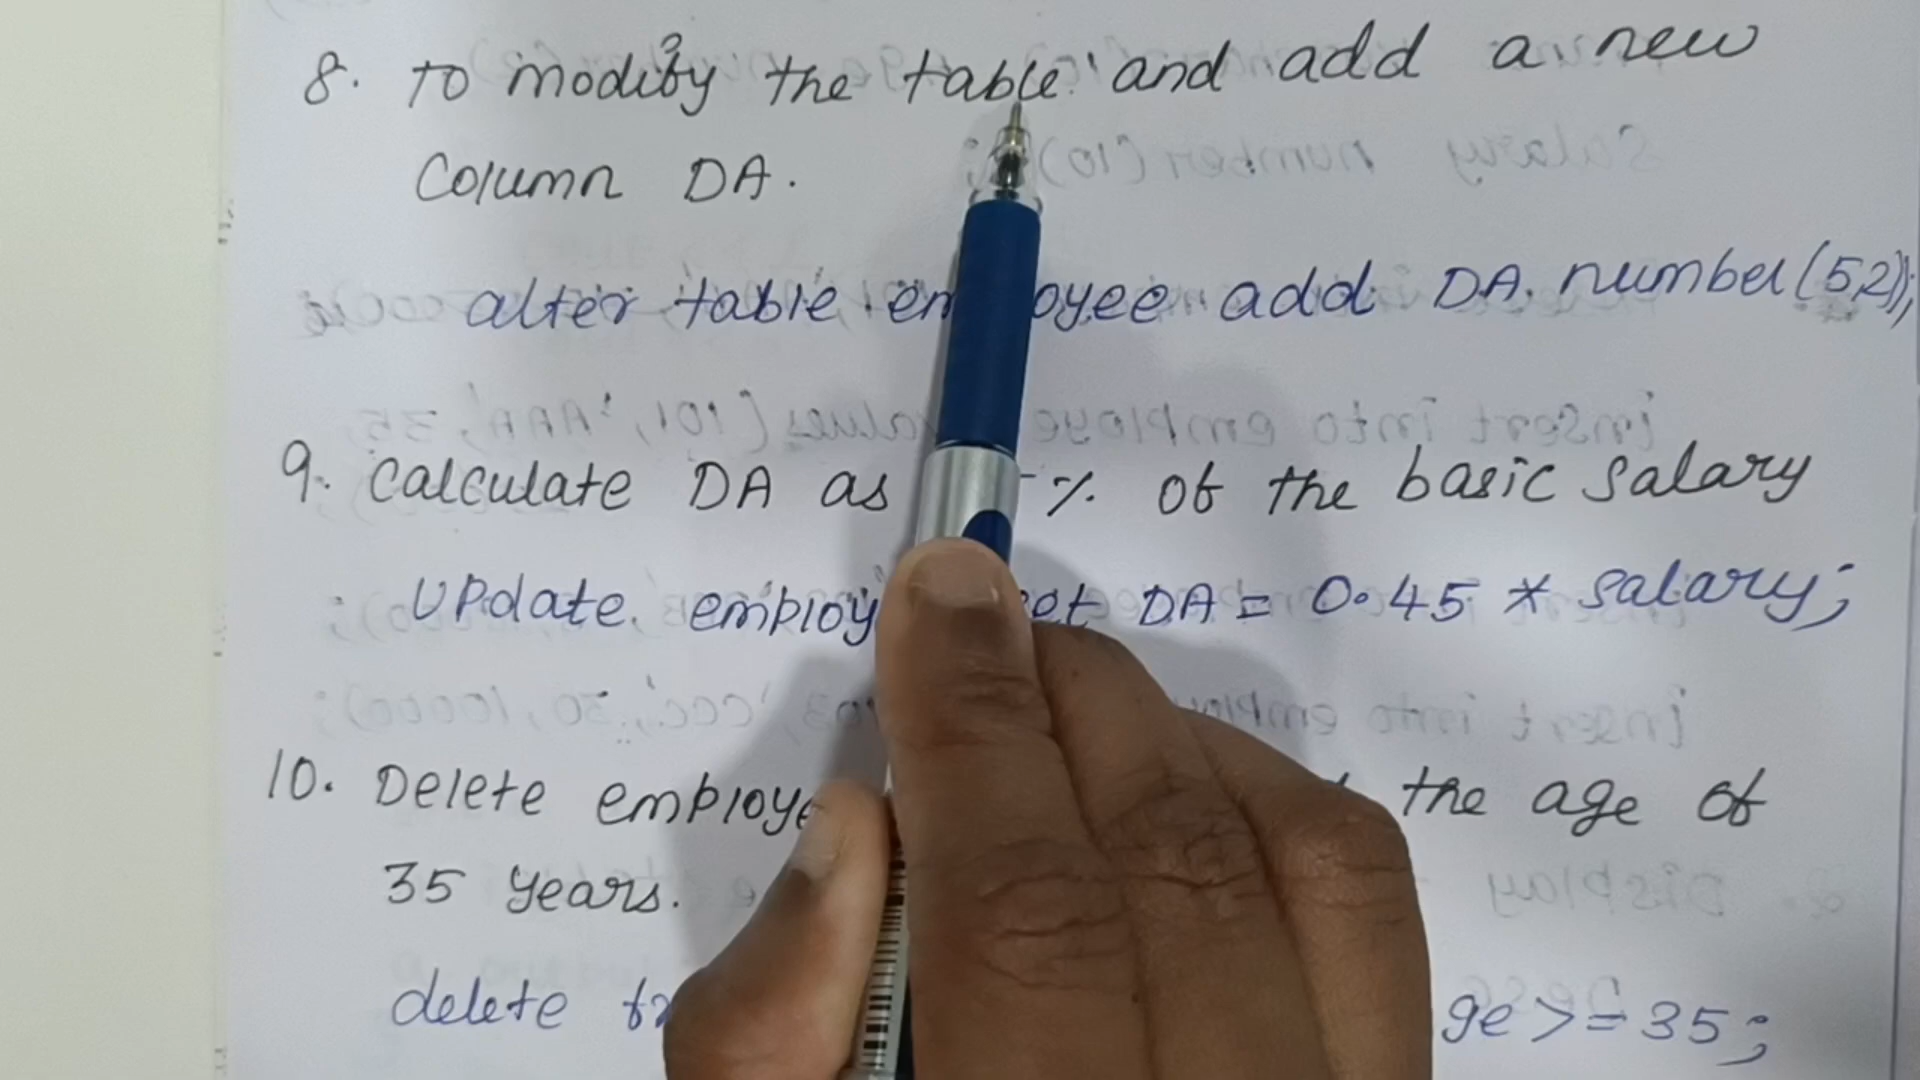 8. To modify the table and add a new
Column DA.
alter table employee add DA number(5,2);
9. Calculate DA as % of the basic salary
Update employ set DA = 0.45 * salary;
10. Delete employe the age of
35 years.
delete ge >= 35;